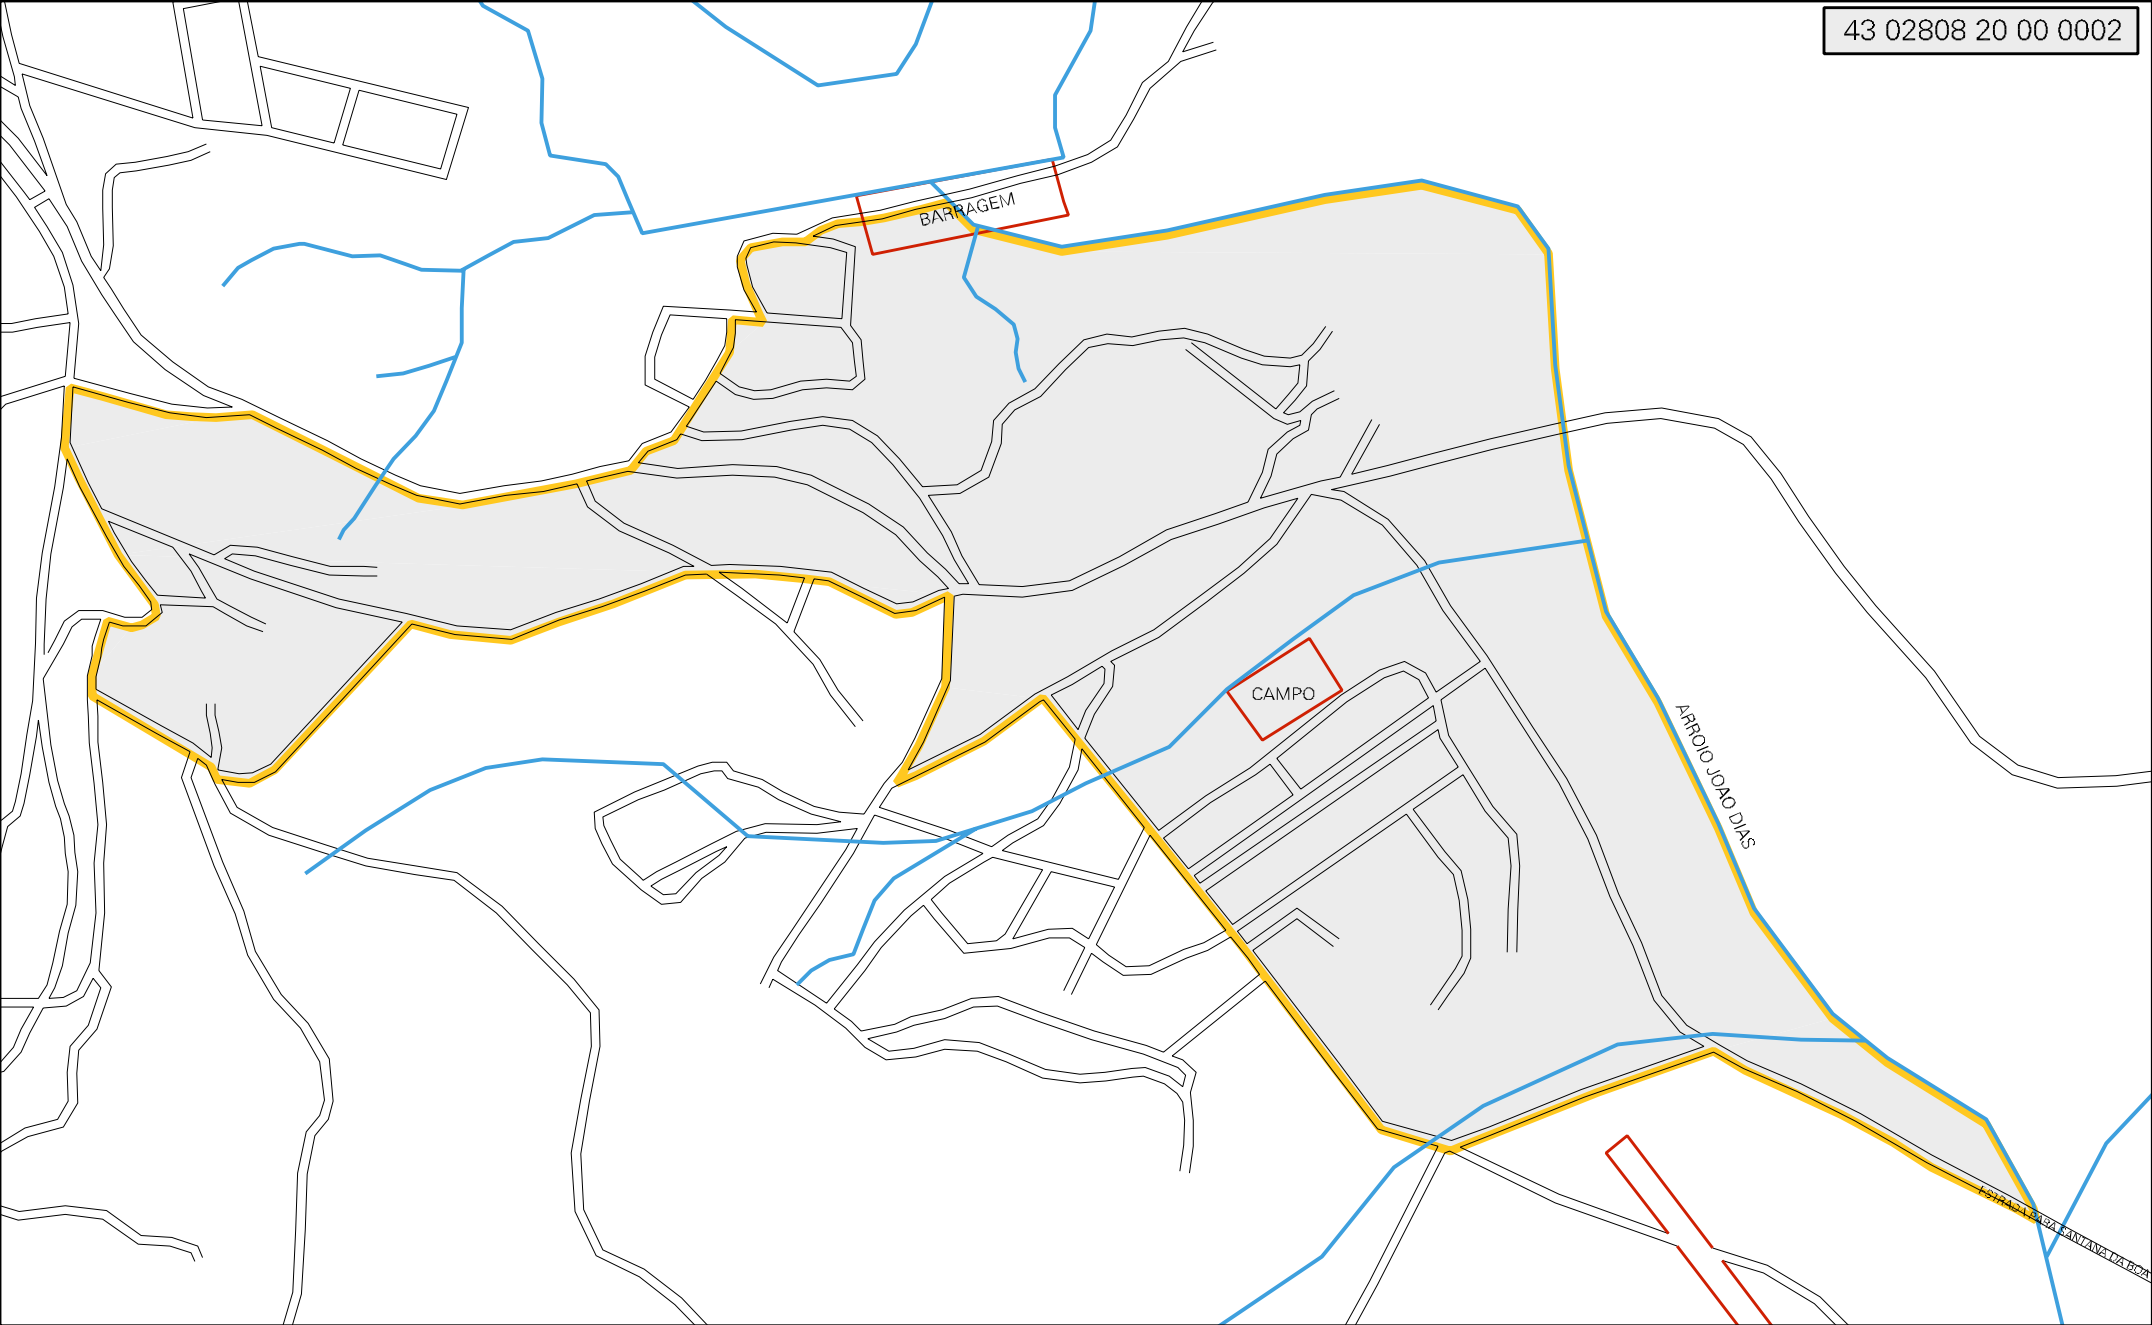 43 02808 20 00 0002
BARRAGEM
CAMPO
ARROIO JOAO DIAS
ESTRADA PARA SANTANA DA BOA